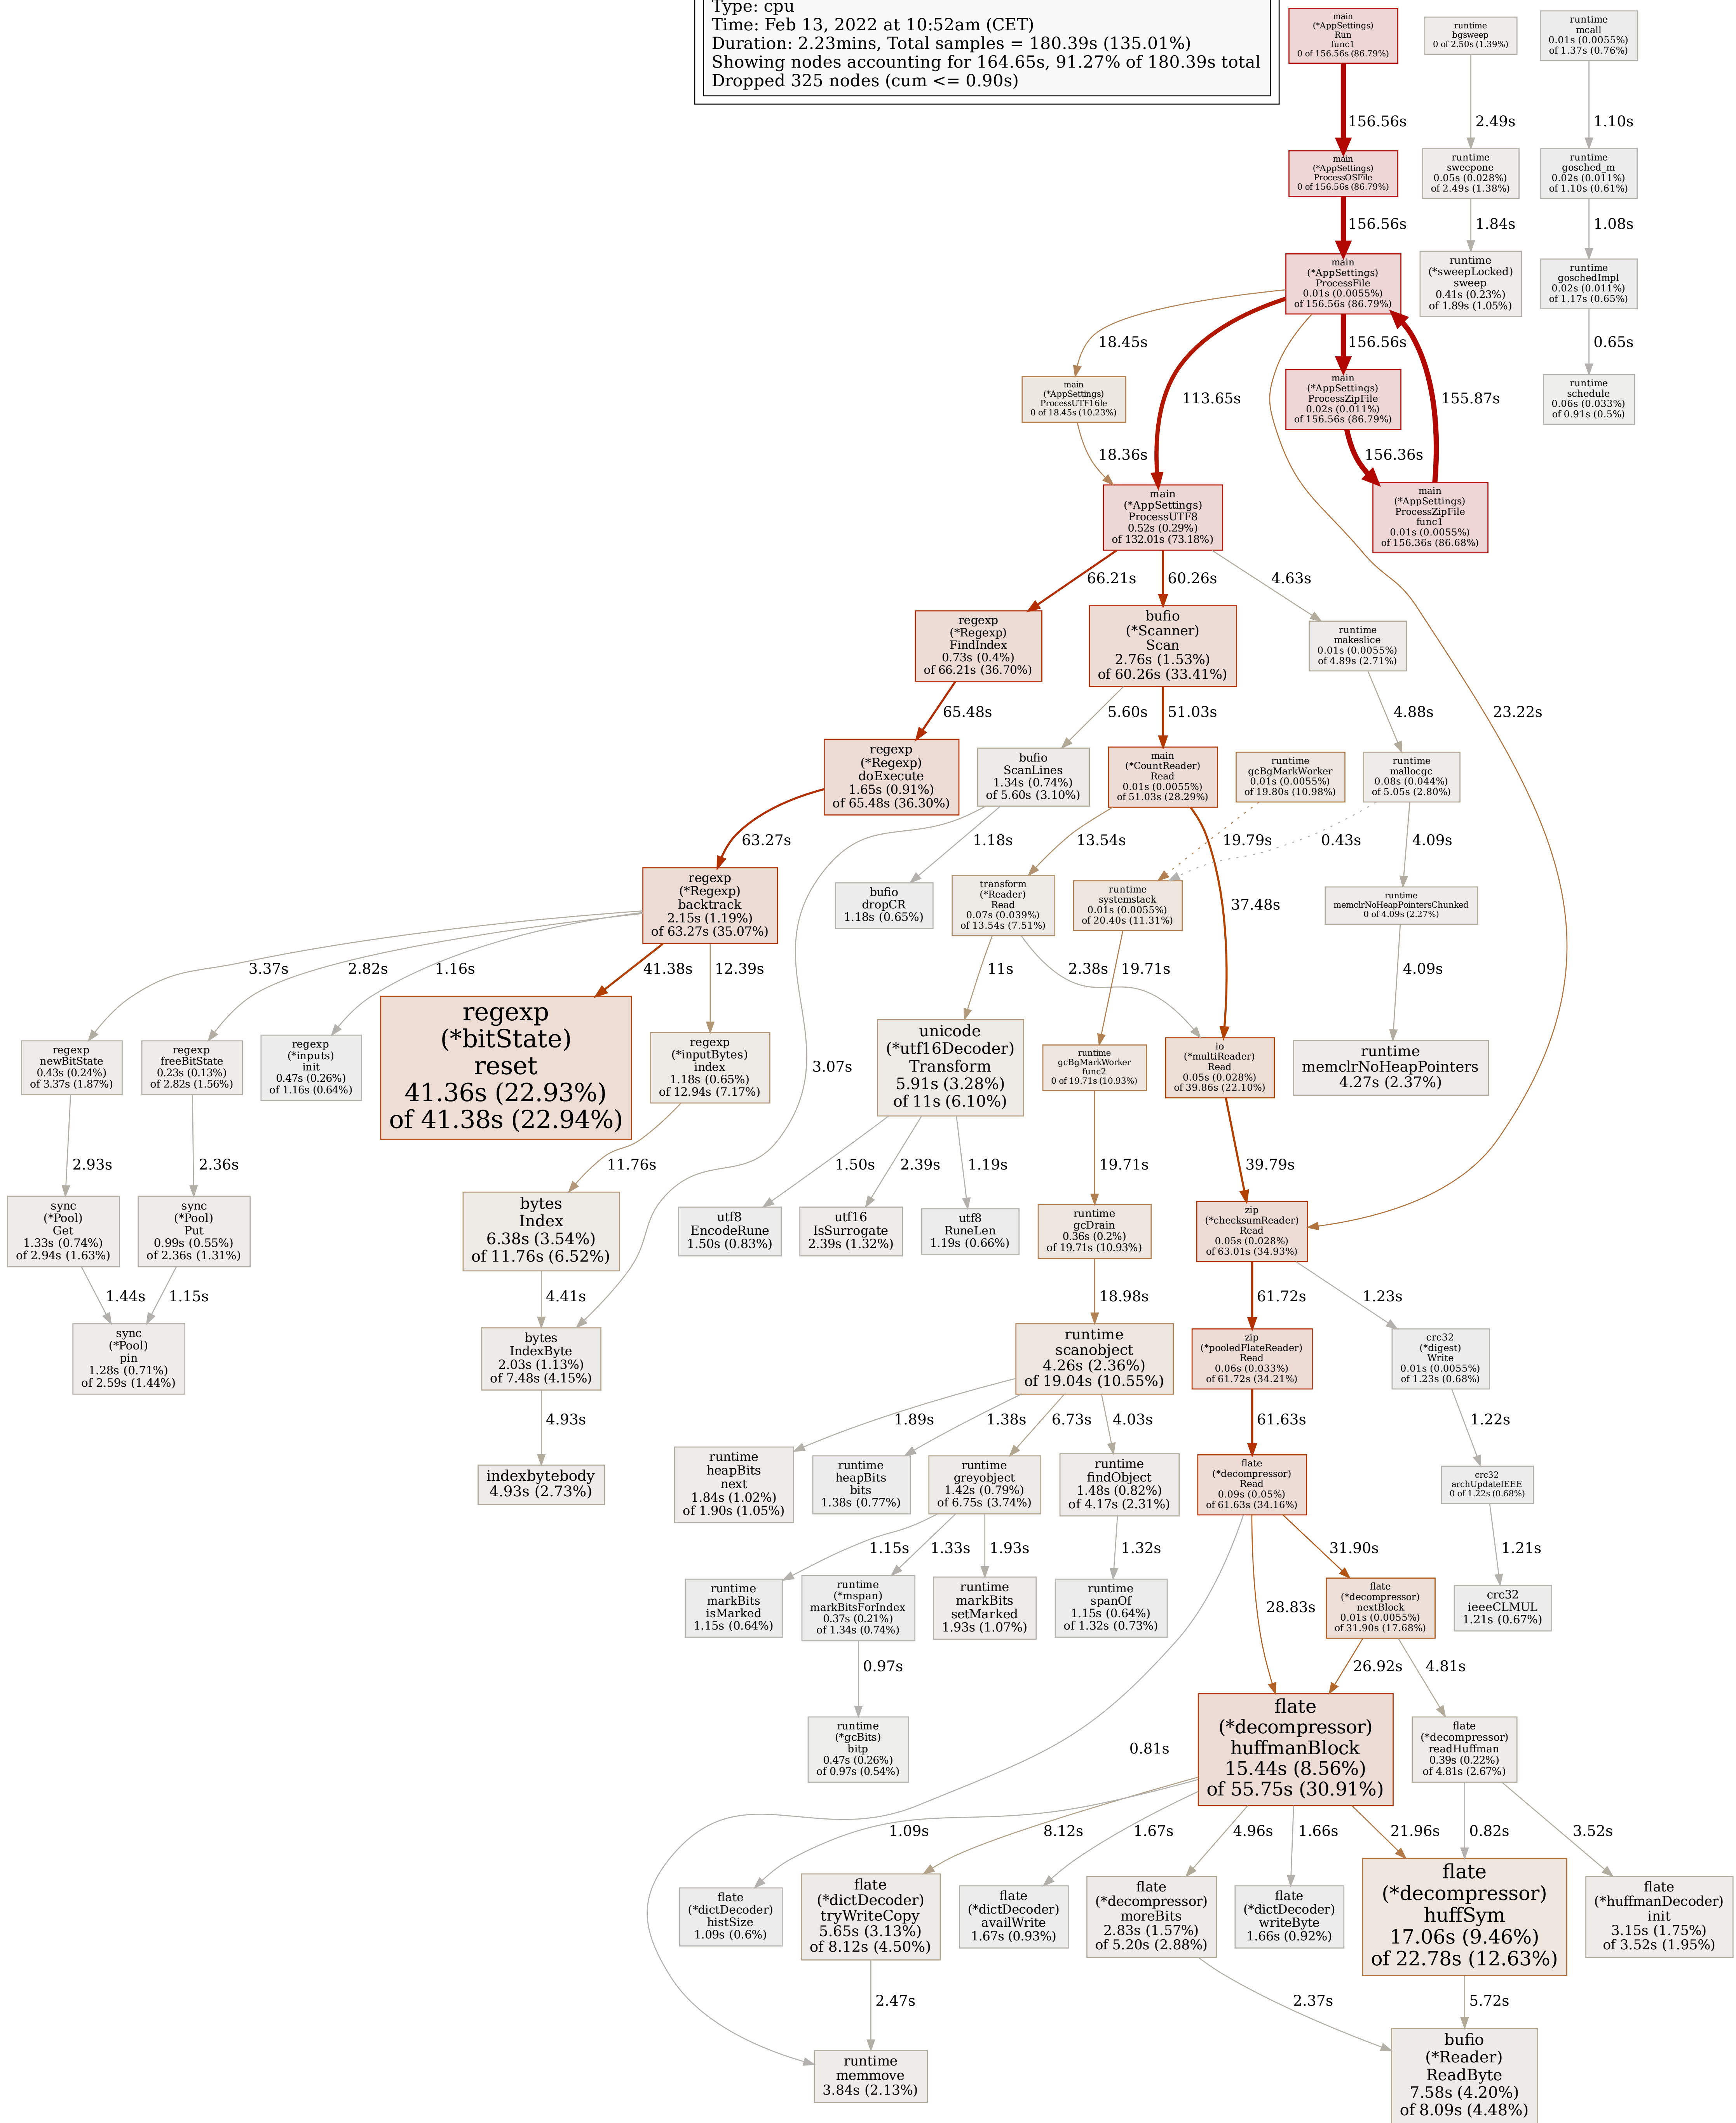 Type: cpu
Time: Feb 13, 2022 at 10:52am (CET)
Duration: 2.23mins, Total samples = 180.39s (135.01%)
Showing nodes accounting for 164.65s, 91.27% of 180.39s total
Dropped 325 nodes (cum <= 0.90s)
main
(*AppSettings)
Run
func1
0 of 156.56s (86.79%)
runtime
bgsweep
0 of 2.50s (1.39%)
runtime
mcall
0.01s (0.0055%)
of 1.37s (0.76%)
156.56s
2.49s
1.10s
main
(*AppSettings)
ProcessOSFile
0 of 156.56s (86.79%)
runtime
sweepone
0.05s (0.028%)
of 2.49s (1.38%)
runtime
gosched_m
0.02s (0.011%)
of 1.10s (0.61%)
156.56s
1.84s
1.08s
main
(*AppSettings)
ProcessFile
0.01s (0.0055%)
of 156.56s (86.79%)
runtime
(*sweepLocked)
sweep
0.41s (0.23%)
of 1.89s (1.05%)
runtime
goschedImpl
0.02s (0.011%)
of 1.17s (0.65%)
18.45s
156.56s
0.65s
main
(*AppSettings)
ProcessUTF16le
0 of 18.45s (10.23%)
113.65s
main
(*AppSettings)
ProcessZipFile
0.02s (0.011%)
of 156.56s (86.79%)
155.87s
runtime
schedule
0.06s (0.033%)
of 0.91s (0.5%)
18.36s
156.36s
main
(*AppSettings)
ProcessUTF8
0.52s (0.29%)
of 132.01s (73.18%)
main
(*AppSettings)
ProcessZipFile
func1
0.01s (0.0055%)
of 156.36s (86.68%)
66.21s
60.26s
4.63s
regexp
(*Regexp)
FindIndex
0.73s (0.4%)
of 66.21s (36.70%)
bufio
(*Scanner)
Scan
2.76s (1.53%)
of 60.26s (33.41%)
runtime
makeslice
0.01s (0.0055%)
of 4.89s (2.71%)
65.48s
5.60s
51.03s
4.88s
23.22s
regexp
(*Regexp)
doExecute
1.65s (0.91%)
of 65.48s (36.30%)
bufio
ScanLines
1.34s (0.74%)
of 5.60s (3.10%)
main
(*CountReader)
Read
0.01s (0.0055%)
of 51.03s (28.29%)
runtime
gcBgMarkWorker
0.01s (0.0055%)
of 19.80s (10.98%)
runtime
mallocgc
0.08s (0.044%)
of 5.05s (2.80%)
63.27s
1.18s
13.54s
19.79s
0.43s
4.09s
regexp
(*Regexp)
backtrack
2.15s (1.19%)
of 63.27s (35.07%)
bufio
dropCR
1.18s (0.65%)
transform
(*Reader)
Read
0.07s (0.039%)
of 13.54s (7.51%)
runtime
systemstack
0.01s (0.0055%)
of 20.40s (11.31%)
37.48s
runtime
memclrNoHeapPointersChunked
0 of 4.09s (2.27%)
3.37s
2.82s
1.16s
41.38s
12.39s
11s
2.38s
19.71s
4.09s
regexp
newBitState
0.43s (0.24%)
of 3.37s (1.87%)
regexp
freeBitState
0.23s (0.13%)
of 2.82s (1.56%)
regexp
(*inputs)
init
0.47s (0.26%)
of 1.16s (0.64%)
regexp
(*bitState)
reset
41.36s (22.93%)
of 41.38s (22.94%)
regexp
(*inputBytes)
index
1.18s (0.65%)
of 12.94s (7.17%)
3.07s
unicode
(*utf16Decoder)
Transform
5.91s (3.28%)
of 11s (6.10%)
runtime
gcBgMarkWorker
func2
0 of 19.71s (10.93%)
io
(*multiReader)
Read
0.05s (0.028%)
of 39.86s (22.10%)
runtime
memclrNoHeapPointers
4.27s (2.37%)
2.93s
2.36s
11.76s
1.50s
2.39s
1.19s
19.71s
39.79s
sync
(*Pool)
Get
1.33s (0.74%)
of 2.94s (1.63%)
sync
(*Pool)
Put
0.99s (0.55%)
of 2.36s (1.31%)
bytes
Index
6.38s (3.54%)
of 11.76s (6.52%)
utf8
EncodeRune
1.50s (0.83%)
utf16
IsSurrogate
2.39s (1.32%)
utf8
RuneLen
1.19s (0.66%)
runtime
gcDrain
0.36s (0.2%)
of 19.71s (10.93%)
zip
(*checksumReader)
Read
0.05s (0.028%)
of 63.01s (34.93%)
1.44s
1.15s
4.41s
18.98s
61.72s
1.23s
sync
(*Pool)
pin
1.28s (0.71%)
of 2.59s (1.44%)
bytes
IndexByte
2.03s (1.13%)
of 7.48s (4.15%)
runtime
scanobject
4.26s (2.36%)
of 19.04s (10.55%)
zip
(*pooledFlateReader)
Read
0.06s (0.033%)
of 61.72s (34.21%)
crc32
(*digest)
Write
0.01s (0.0055%)
of 1.23s (0.68%)
4.93s
1.89s
1.38s
6.73s
4.03s
61.63s
1.22s
indexbytebody
4.93s (2.73%)
runtime
heapBits
next
1.84s (1.02%)
of 1.90s (1.05%)
runtime
heapBits
bits
1.38s (0.77%)
runtime
greyobject
1.42s (0.79%)
of 6.75s (3.74%)
runtime
findObject
1.48s (0.82%)
of 4.17s (2.31%)
flate
(*decompressor)
Read
0.09s (0.05%)
of 61.63s (34.16%)
crc32
archUpdateIEEE
0 of 1.22s (0.68%)
1.15s
1.33s
1.93s
1.32s
31.90s
1.21s
runtime
markBits
isMarked
1.15s (0.64%)
runtime
(*mspan)
markBitsForIndex
0.37s (0.21%)
of 1.34s (0.74%)
runtime
markBits
setMarked
1.93s (1.07%)
runtime
spanOf
1.15s (0.64%)
of 1.32s (0.73%)
28.83s
flate
(*decompressor)
nextBlock
0.01s (0.0055%)
of 31.90s (17.68%)
crc32
ieeeCLMUL
1.21s (0.67%)
0.97s
26.92s
4.81s
runtime
(*gcBits)
bitp
0.47s (0.26%)
of 0.97s (0.54%)
0.81s
flate
(*decompressor)
huffmanBlock
15.44s (8.56%)
of 55.75s (30.91%)
flate
(*decompressor)
readHuffman
0.39s (0.22%)
of 4.81s (2.67%)
1.09s
8.12s
1.67s
4.96s
1.66s
21.96s
0.82s
3.52s
flate
(*dictDecoder)
histSize
1.09s (0.6%)
flate
(*dictDecoder)
tryWriteCopy
5.65s (3.13%)
of 8.12s (4.50%)
flate
(*dictDecoder)
availWrite
1.67s (0.93%)
flate
(*decompressor)
moreBits
2.83s (1.57%)
of 5.20s (2.88%)
flate
(*dictDecoder)
writeByte
1.66s (0.92%)
flate
(*decompressor)
huffSym
17.06s (9.46%)
of 22.78s (12.63%)
flate
(*huffmanDecoder)
init
3.15s (1.75%)
of 3.52s (1.95%)
2.47s
2.37s
5.72s
runtime
memmove
3.84s (2.13%)
bufio
(*Reader)
ReadByte
7.58s (4.20%)
of 8.09s (4.48%)